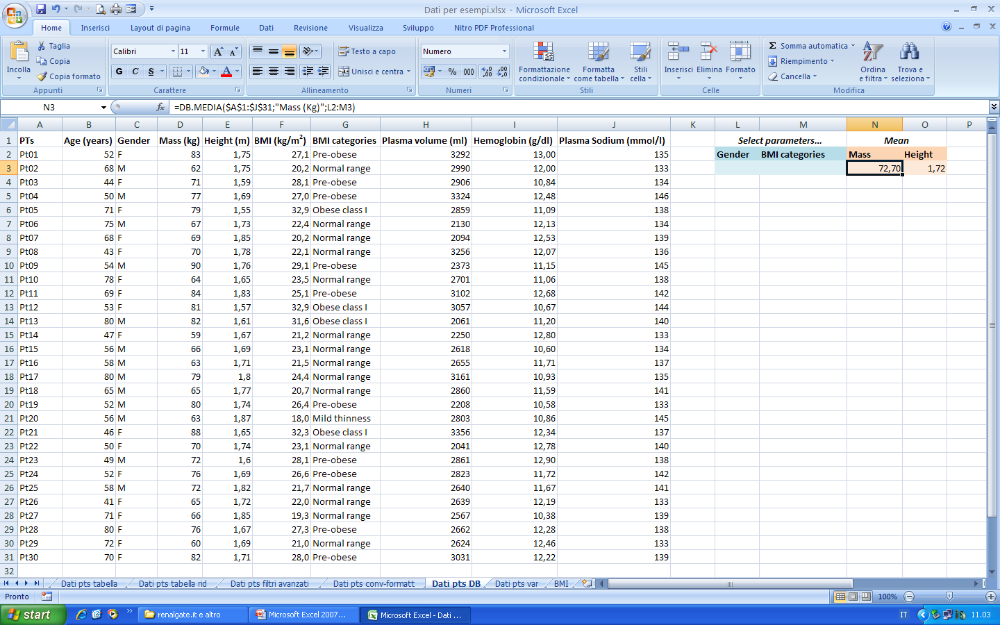 Dati per esempi.xlsx - Microsoft Excel
Home Inserisci Layout di pagina Formule Dati Revisione Visualizza Sviluppo Nitro PDF Professional
Incolla
Taglia
Copia
Copia formato
Appunti
Calibri 11
G C S
Carattere
Testo a capo
Unisci e centra
Allineamento
Numero
% 000
Numeri
Formattazione condizionale
Formatta come tabella
Stili cella
Stili
Inserisci Elimina Formato
Celle
Σ Somma automatica
Riempimento
Cancella
Ordina e filtra
Trova e seleziona
Modifica
N3 fx =DB.MEDIA($A$1:$J$31;"Mass (Kg)";L2:M3)
A B C D E F G H I J K L M N O P
1 PTs Age (years) Gender Mass (kg) Height (m) BMI (kg/m²) BMI categories Plasma volume (ml) Hemoglobin (g/dl) Plasma Sodium (mmol/l) Select parameters... Mean
2 Pt01 52 F 83 1,75 27,1 Pre-obese 3292 13,00 135 Gender BMI categories Mass Height
3 Pt02 68 M 62 1,75 20,2 Normal range 2990 12,00 133 72,70 1,72
4 Pt03 44 F 71 1,59 28,1 Pre-obese 2906 10,84 134
5 Pt04 50 M 77 1,69 27,0 Pre-obese 3324 12,48 146
6 Pt05 71 F 79 1,55 32,9 Obese class I 2859 11,09 138
7 Pt06 75 M 67 1,73 22,4 Normal range 2130 12,13 134
8 Pt07 68 F 69 1,85 20,2 Normal range 2094 12,53 139
9 Pt08 43 F 70 1,78 22,1 Normal range 3256 12,07 136
10 Pt09 54 M 90 1,76 29,1 Pre-obese 2373 11,15 145
11 Pt10 78 F 64 1,65 23,5 Normal range 2701 11,06 138
12 Pt11 69 F 84 1,83 25,1 Pre-obese 3102 12,68 142
13 Pt12 53 F 81 1,57 32,9 Obese class I 3057 10,67 144
14 Pt13 80 M 82 1,61 31,6 Obese class I 2061 11,20 140
15 Pt14 47 F 59 1,67 21,2 Normal range 2250 12,80 133
16 Pt15 56 M 66 1,69 23,1 Normal range 2618 10,60 134
17 Pt16 58 M 63 1,71 21,5 Normal range 2655 11,71 137
18 Pt17 80 M 79 1,8 24,4 Normal range 3161 10,93 135
19 Pt18 65 M 65 1,77 20,7 Normal range 2860 11,59 141
20 Pt19 52 M 80 1,74 26,4 Pre-obese 2208 10,58 133
21 Pt20 56 M 63 1,87 18,0 Mild thinness 2803 10,86 145
22 Pt21 46 F 88 1,65 32,3 Obese class I 3356 12,34 137
23 Pt22 50 F 70 1,74 23,1 Normal range 2041 12,78 140
24 Pt23 49 M 72 1,6 28,1 Pre-obese 2861 12,90 138
25 Pt24 52 F 76 1,69 26,6 Pre-obese 2823 11,72 142
26 Pt25 58 M 72 1,82 21,7 Normal range 2640 11,67 141
27 Pt26 41 F 65 1,72 22,0 Normal range 2639 12,19 133
28 Pt27 71 F 66 1,85 19,3 Normal range 2567 10,38 139
29 Pt28 80 F 76 1,67 27,3 Pre-obese 2662 12,28 138
30 Pt29 72 F 60 1,69 21,0 Normal range 2624 12,46 133
31 Pt30 70 F 82 1,71 28,0 Pre-obese 3031 12,22 139
32
Dati pts tabella Dati pts tabella rid Dati pts filtri avanzati Dati pts conv-formatt Dati pts DB Dati pts var BMI
Pronto 100%
start renalgate.it e altro Microsoft Excel 2007... Microsoft Excel - Dati ... IT 11.03